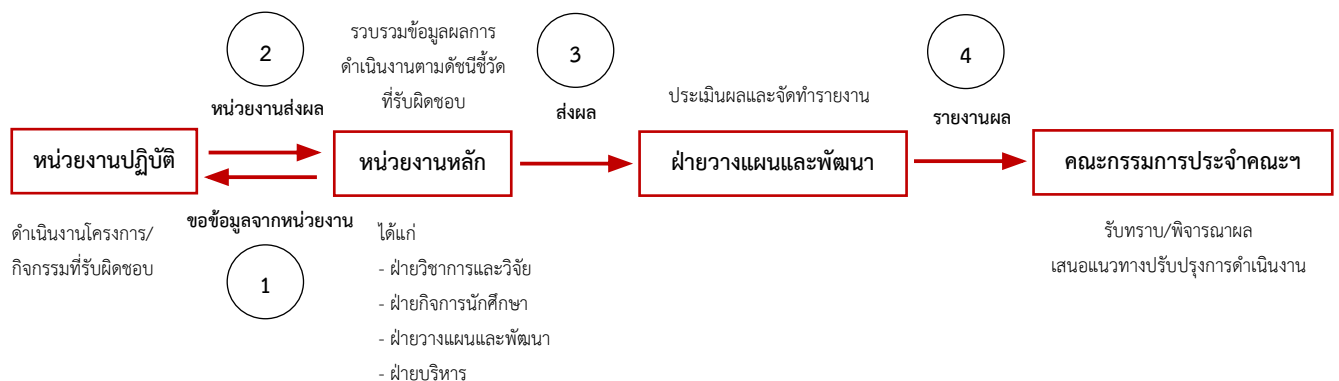 2
รวบรวมข้อมูลผลการ
ดำเนินงานตามดัชนีชี้วัด
ที่รับผิดชอบ
3
4
หน่วยงานส่งผล
ส่งผล
ประเมินผลและจัดทำรายงาน
รายงานผล
หน่วยงานปฏิบัติ
หน่วยงานหลัก
ฝ่ายวางแผนและพัฒนา
คณะกรรมการประจำคณะฯ
ขอข้อมูลจากหน่วยงาน
1
ดำเนินงานโครงการ/
กิจกรรมที่รับผิดชอบ
ได้แก่
- ฝ่ายวิชาการและวิจัย
- ฝ่ายกิจการนักศึกษา
- ฝ่ายวางแผนและพัฒนา
- ฝ่ายบริหาร
รับทราบ/พิจารณาผล
เสนอแนวทางปรับปรุงการดำเนินงาน